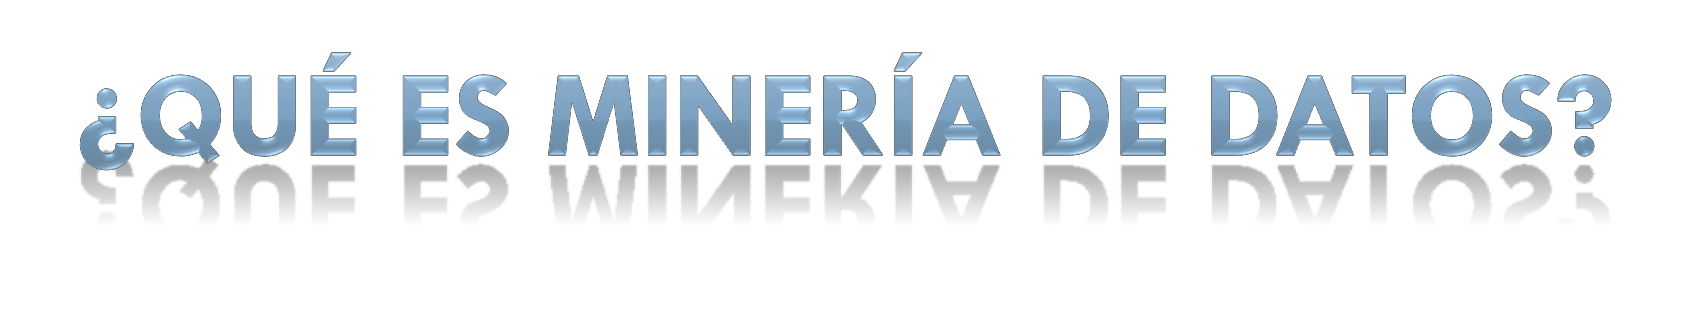 ¿QUÉ ES MINERÍA DE DATOS?